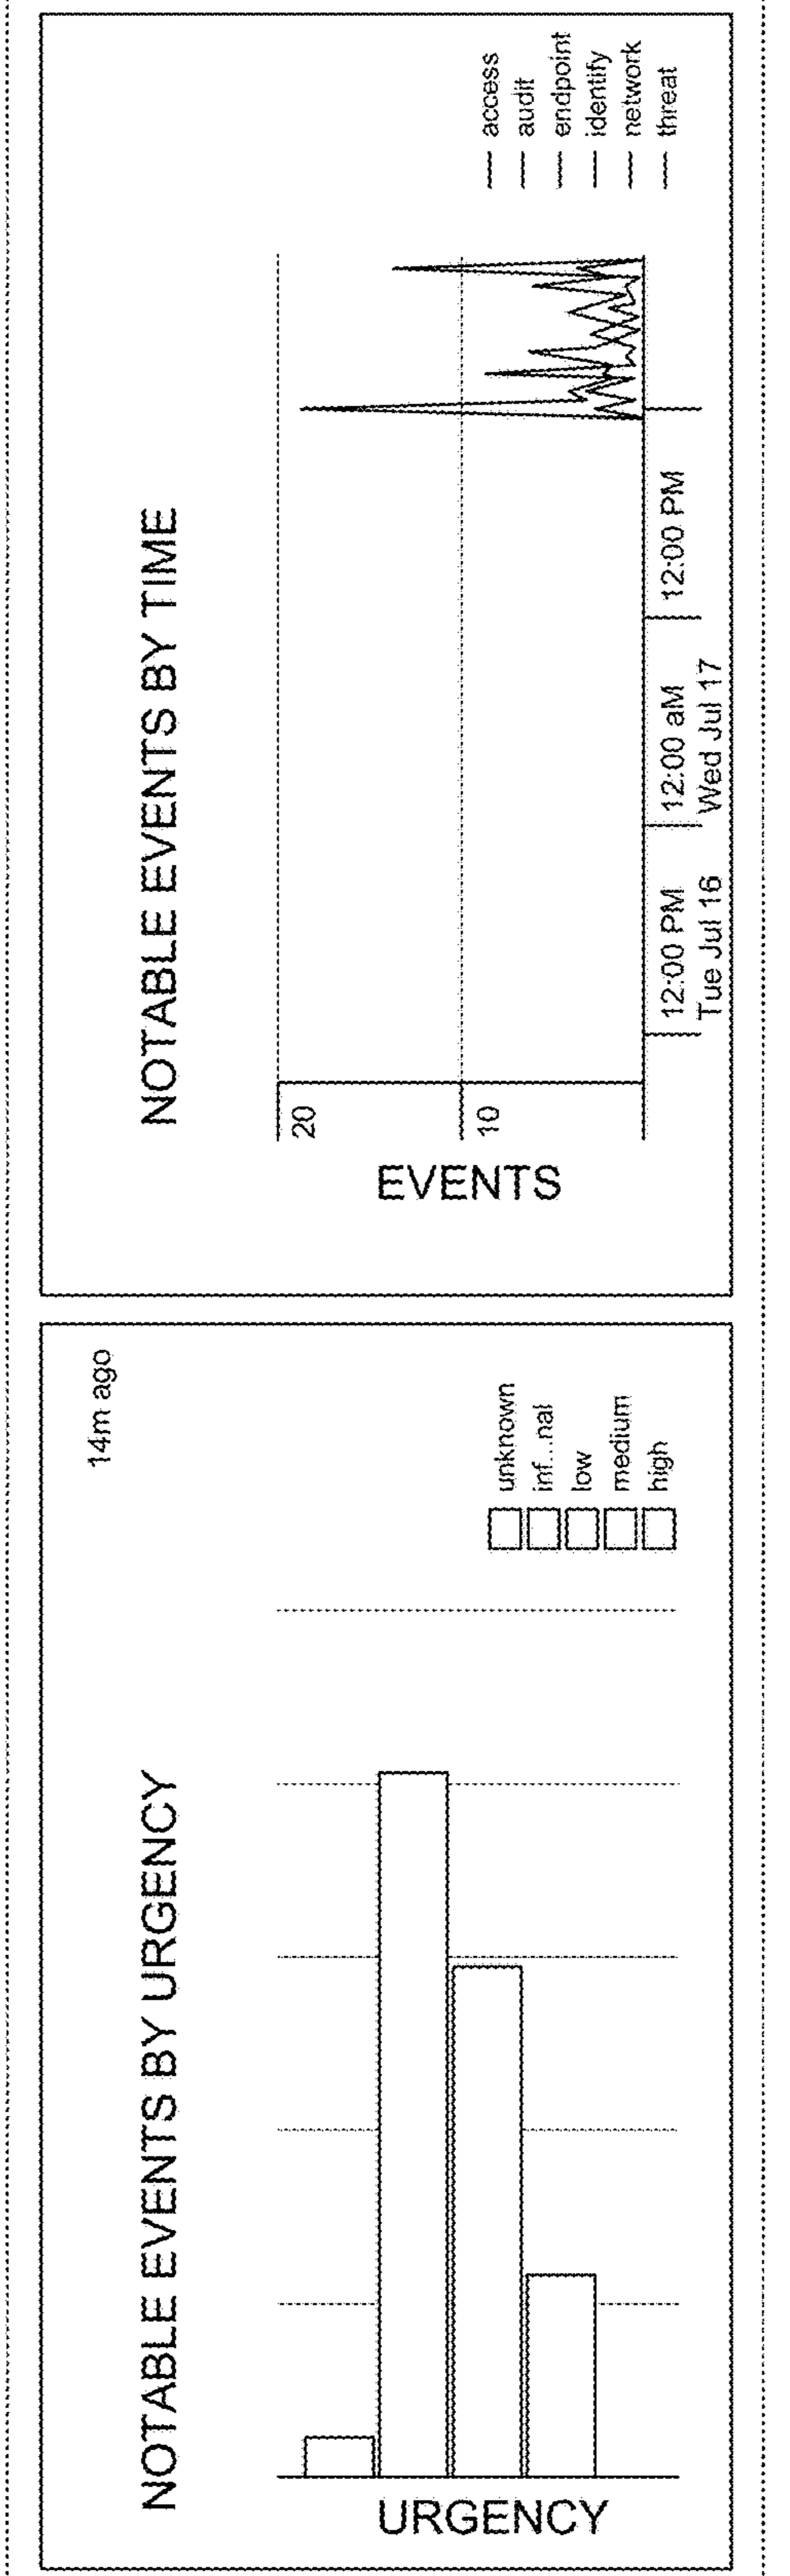 NOTABLE EVENTS BY URGENCY
14m ago
URGENCY
unknown
inf...nal
low
medium
high
NOTABLE EVENTS BY TIME
EVENTS
20
10
12:00 PM
Tue Jul 16
12:00 aM
Wed Jul 17
12:00 PM
access
audit
endpoint
identify
network
threat